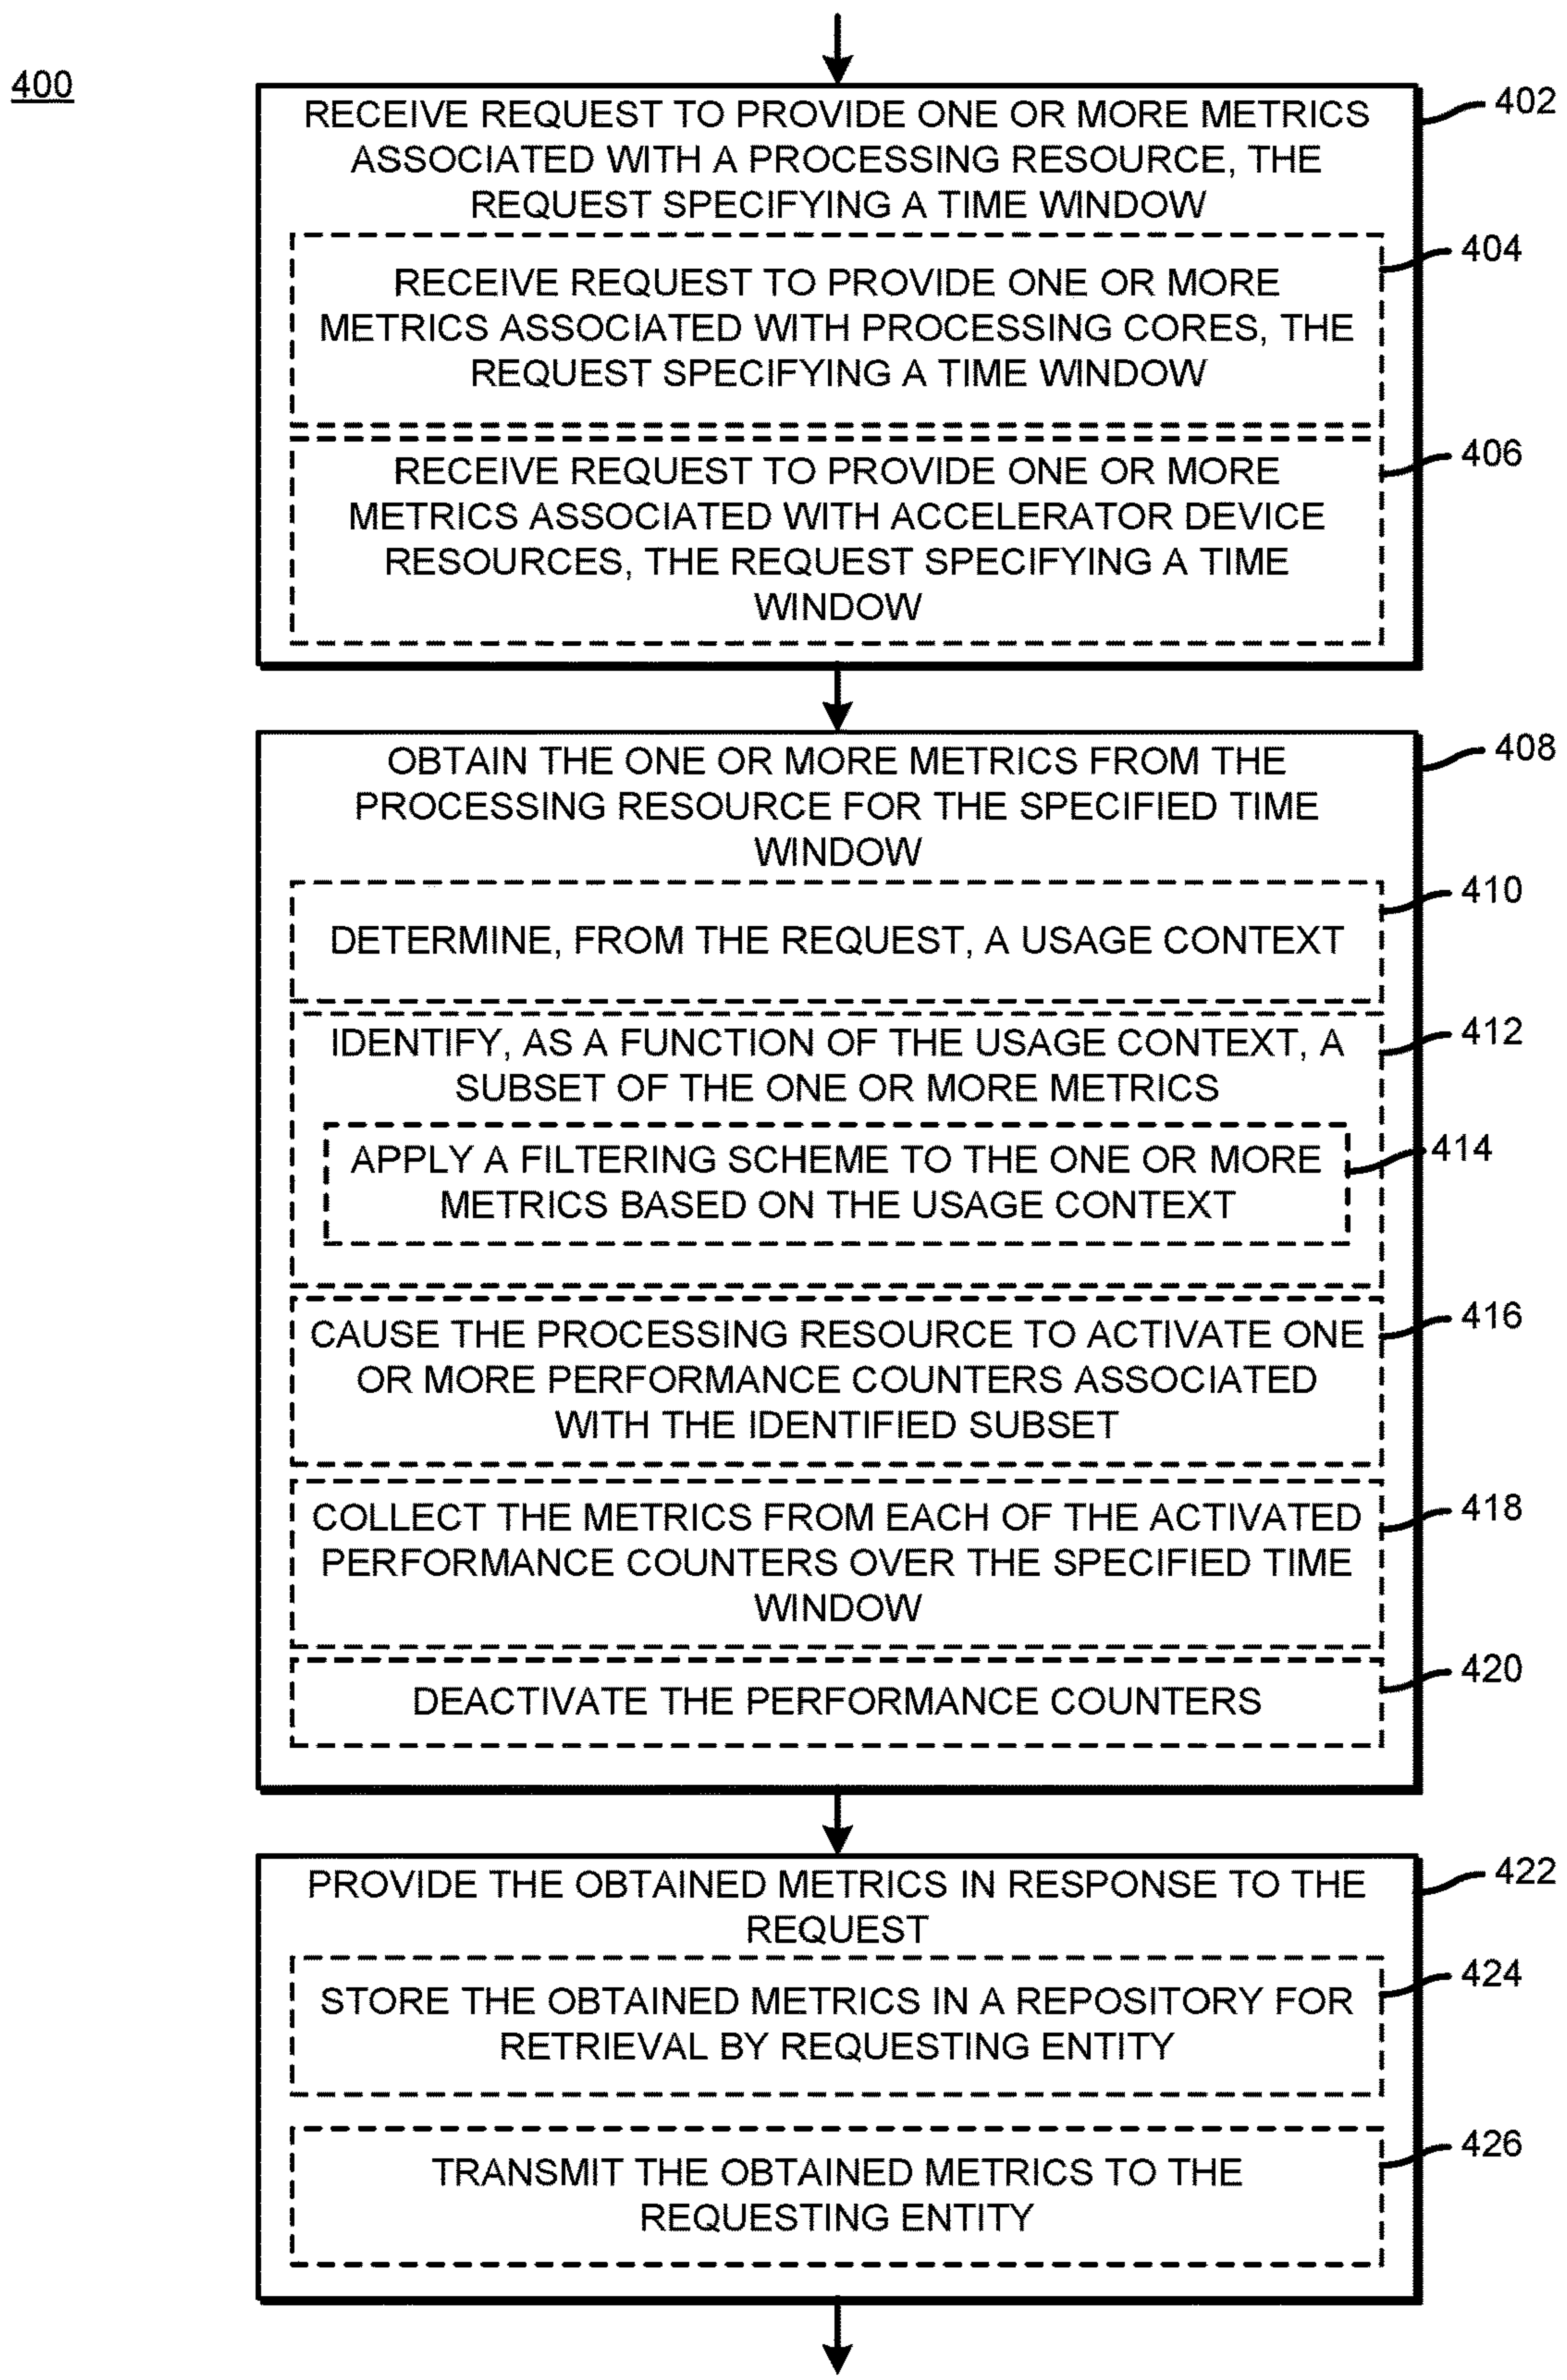 400
RECEIVE REQUEST TO PROVIDE ONE OR MORE METRICS
ASSOCIATED WITH A PROCESSING RESOURCE, THE
REQUEST SPECIFYING A TIME WINDOW
402
RECEIVE REQUEST TO PROVIDE ONE OR MORE
METRICS ASSOCIATED WITH PROCESSING CORES, THE
REQUEST SPECIFYING A TIME WINDOW
404
RECEIVE REQUEST TO PROVIDE ONE OR MORE
METRICS ASSOCIATED WITH ACCELERATOR DEVICE
RESOURCES, THE REQUEST SPECIFYING A TIME
WINDOW
406
OBTAIN THE ONE OR MORE METRICS FROM THE
PROCESSING RESOURCE FOR THE SPECIFIED TIME
WINDOW
408
DETERMINE, FROM THE REQUEST, A USAGE CONTEXT
410
IDENTIFY, AS A FUNCTION OF THE USAGE CONTEXT, A
SUBSET OF THE ONE OR MORE METRICS
412
APPLY A FILTERING SCHEME TO THE ONE OR MORE
METRICS BASED ON THE USAGE CONTEXT
414
CAUSE THE PROCESSING RESOURCE TO ACTIVATE ONE
OR MORE PERFORMANCE COUNTERS ASSOCIATED
WITH THE IDENTIFIED SUBSET
416
COLLECT THE METRICS FROM EACH OF THE ACTIVATED
PERFORMANCE COUNTERS OVER THE SPECIFIED TIME
WINDOW
418
DEACTIVATE THE PERFORMANCE COUNTERS
420
PROVIDE THE OBTAINED METRICS IN RESPONSE TO THE
REQUEST
422
STORE THE OBTAINED METRICS IN A REPOSITORY FOR
RETRIEVAL BY REQUESTING ENTITY
424
TRANSMIT THE OBTAINED METRICS TO THE
REQUESTING ENTITY
426